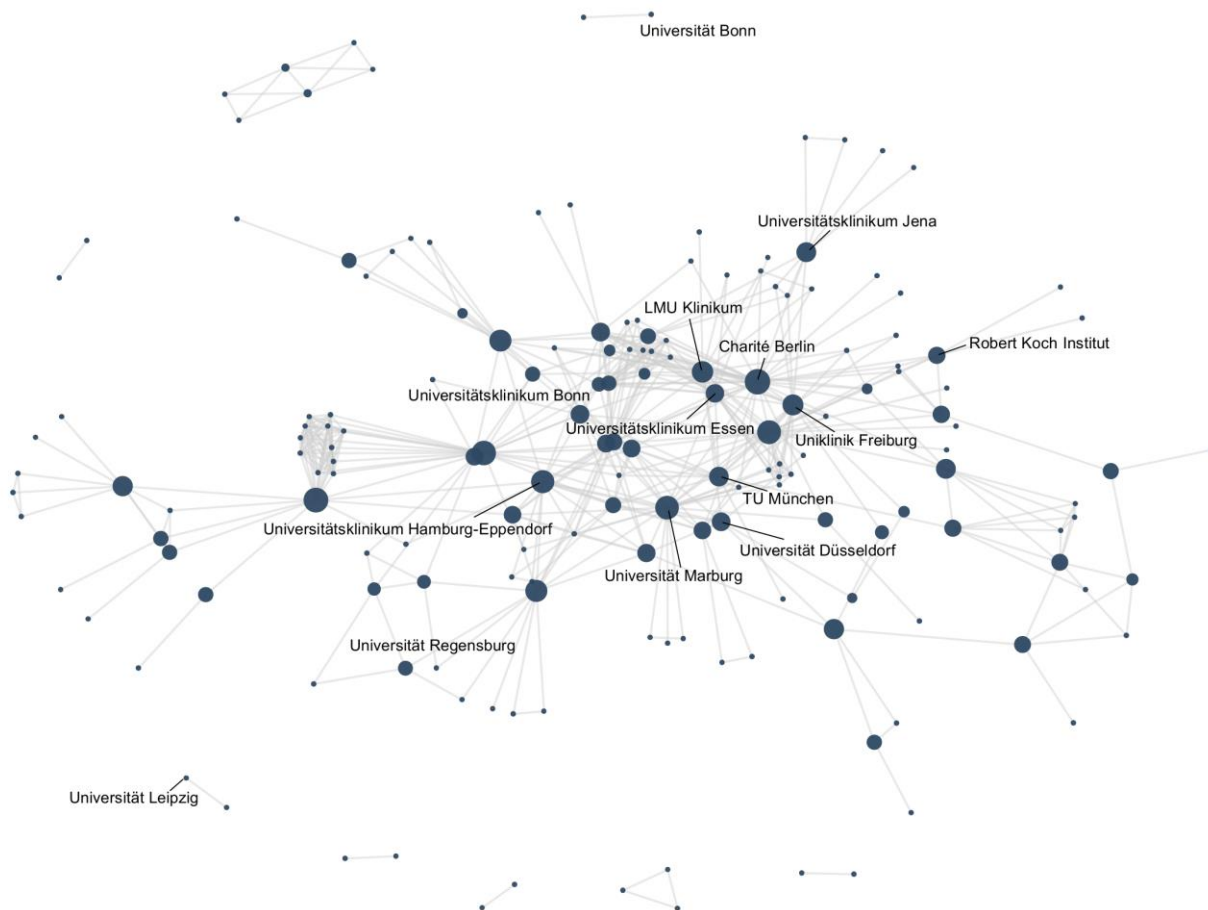 Universität Bonn
Universitätsklinikum Jena
LMU Klinikum
Robert Koch Institut
Charité Berlin
Universitätsklinikum Bonn
Universitätsklinikum Essen
Uniklinik Freiburg
TU München
Universitätsklinikum Hamburg-Eppendorf
Universität Düsseldorf
Universität Marburg
Universität Regensburg
Universität Leipzig